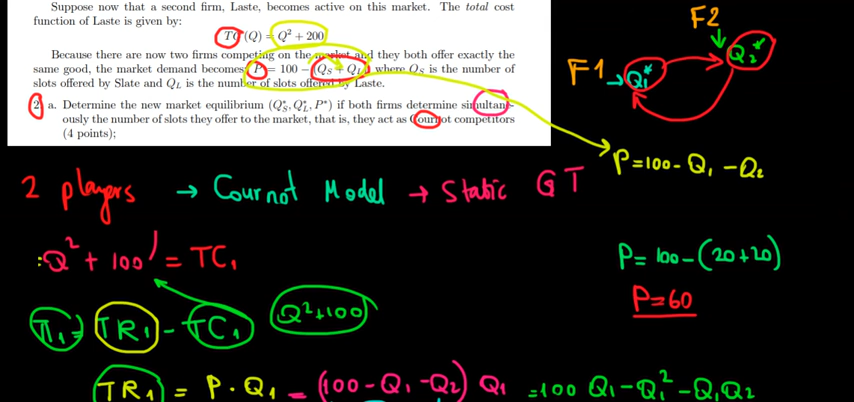 Suppose now that a second firm, Laste, becomes active on this market. The total cost
function of Laste is given by:
TC(Q) = Q² + 200
Because there are now two firms competing on the market and they both offer exactly the
same good, the market demand becomes P = 100 − (Q_S + Q_L) where Q_S is the number of
slots offered by Slate and Q_L is the number of slots offered by Laste.
2. a. Determine the new market equilibrium (Q*_S, Q*_L, P*) if both firms determine simultane-
ously the number of slots they offer to the market, that is, they act as Cournot competitors
(4 points);
F2
F1 → Q₁* Q₂*
P=100-Q₁-Q₂
2 players → Cournot Model → Static GT
Q² + 100 = TC₁
P= 100-(20+20)
P=60
π₁ = TR₁ - TC₁ Q²+100
TR₁ = P·Q₁ = (100-Q₁-Q₂) Q₁ =100 Q₁-Q₁²-Q₁Q₂